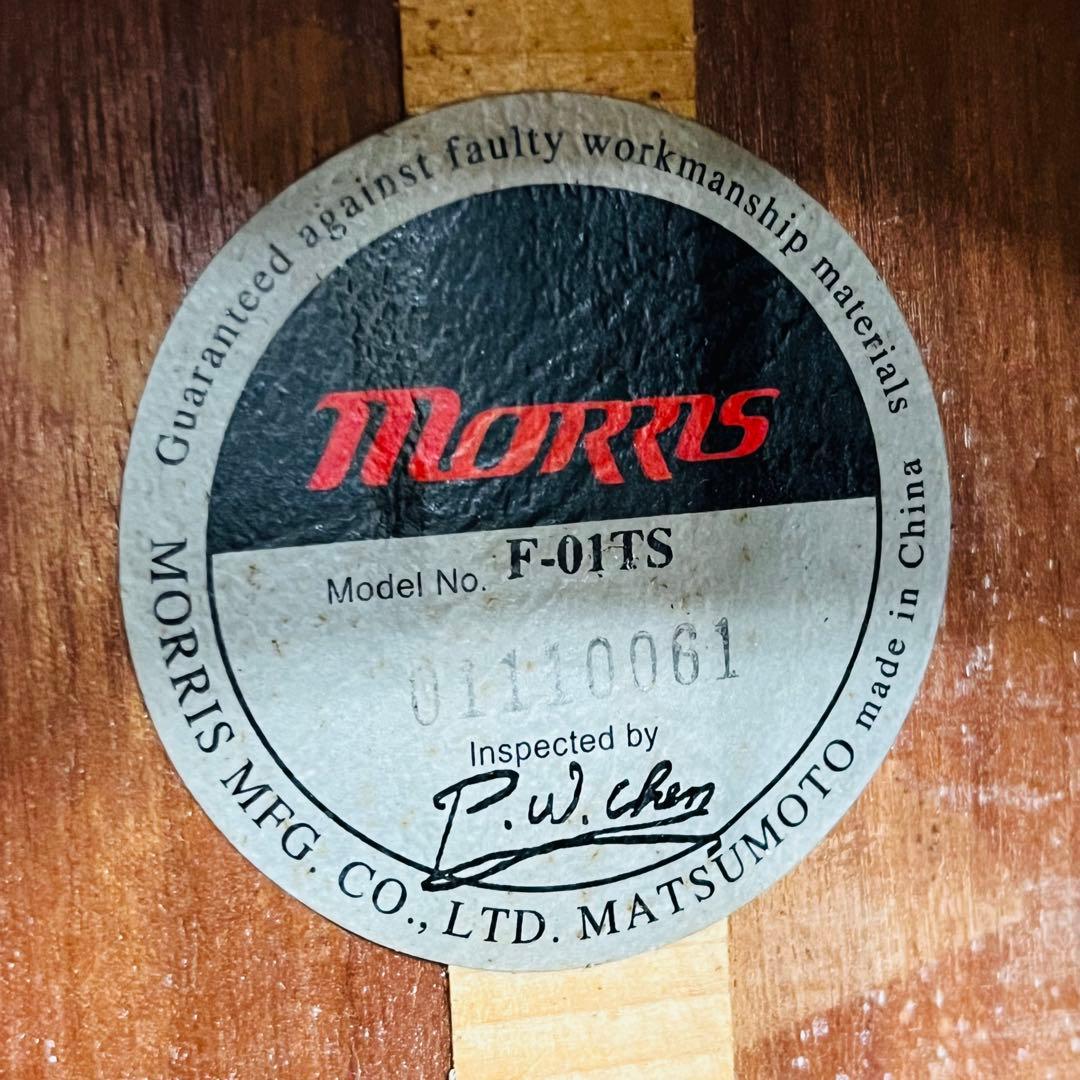 Guaranteed against faulty workmanship materials
MORRIS
Model No. F-01TS
01110061
Inspected by
P.W. Chen
MORRIS MFG. CO., LTD. MATSUMOTO made in China